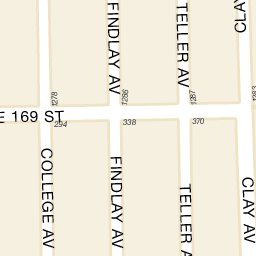 FINDLAY AV
TELLER AV
CLAY
1278
1286
1287
E 169 ST
294
338
370
COLLEGE AV
FINDLAY AV
TELLER A
CLAY AV